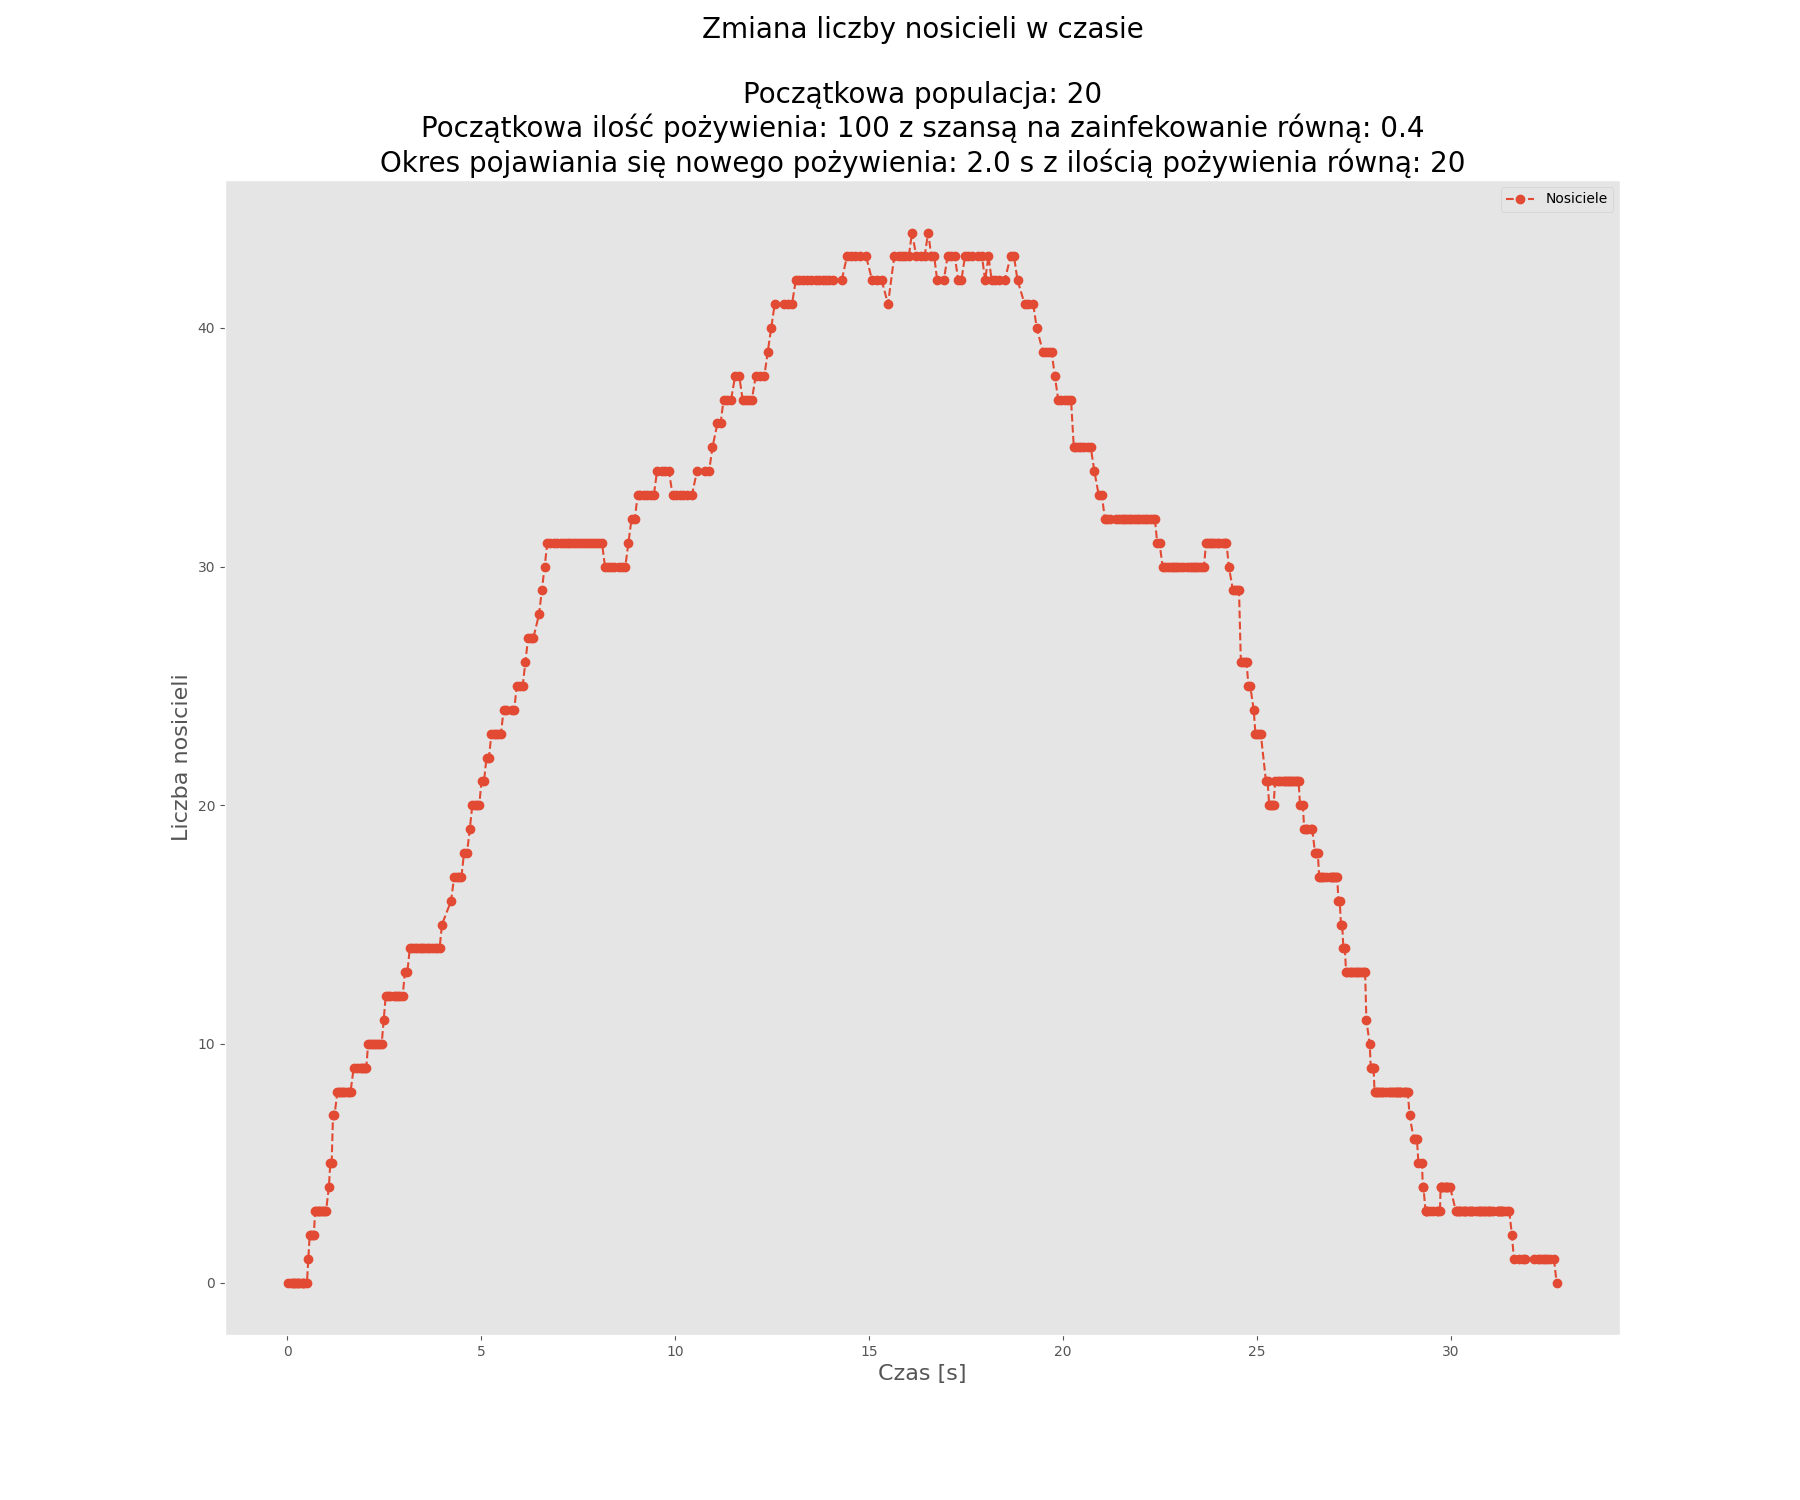 Zmiana liczby nosicieli w czasie
Początkowa populacja: 20
Początkowa ilość pożywienia: 100 z szansą na zainfekowanie równą: 0.4
Okres pojawiania się nowego pożywienia: 2.0 s z ilością pożywienia równą: 20
Nosiciele
40
30
20
10
0
Liczba nosicieli
0 5 10 15 20 25 30
Czas [s]